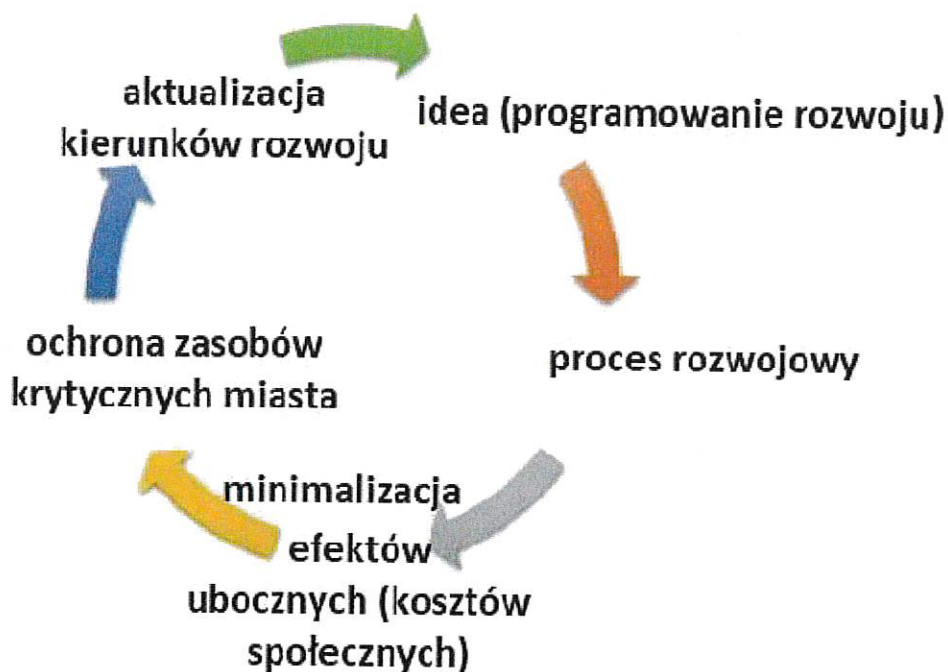 aktualizacja
kierunków rozwoju
idea (programowanie rozwoju)
proces rozwojowy
minimalizacja
efektów
ubocznych (kosztów
społecznych)
ochrona zasobów
krytycznych miasta